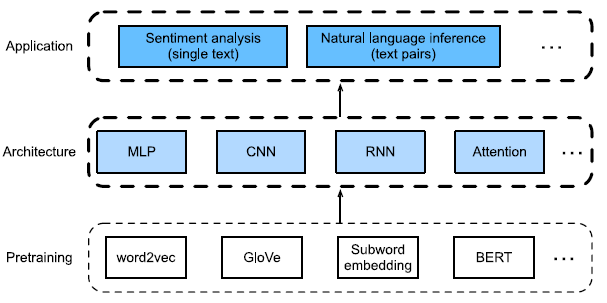 Application
Sentiment analysis
(single text)
Natural language inference
(text pairs)
...
Architecture
MLP
CNN
RNN
Attention
...
Pretraining
word2vec
GloVe
Subword
embedding
BERT
...